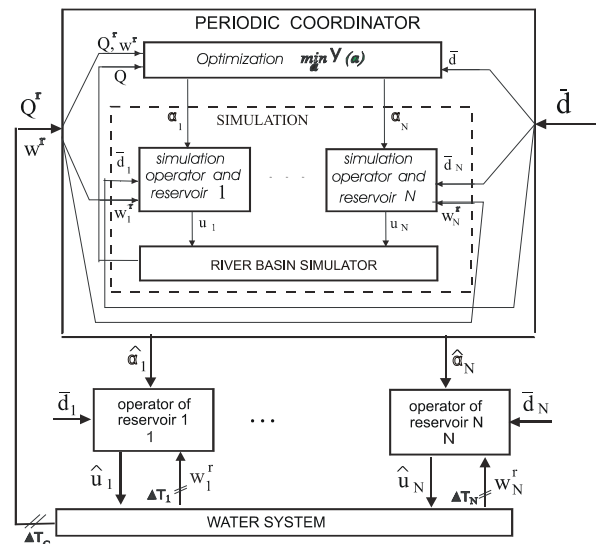 PERIODIC COORDINATOR
Q^r, w^r
Optimization min_α Y (α)
Q
d̄
Q^r
w^r
d̄
α_1
SIMULATION
α_N
d̄_1
simulation
operator and
reservoir 1
. . .
simulation
operator and
reservoir N
d̄_N
w_1^r
w_N^r
u_1
u_N
RIVER BASIN SIMULATOR
α̂_1
α̂_N
d̄_1
operator of
reservoir 1 1
1
...
operator of
reservoir N N
N
d̄_N
û_1
w_1^r
ΔT_1
û_N
w_N^r
ΔT_N
WATER SYSTEM
ΔT_C